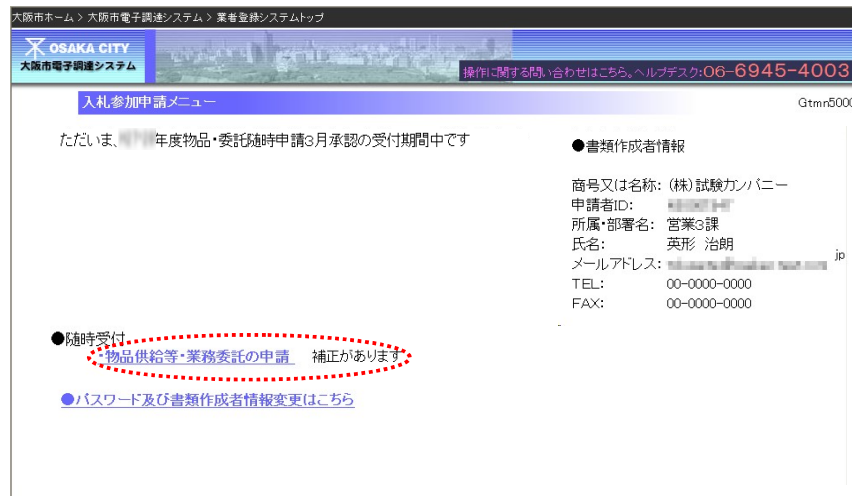 大阪市ホーム > 大阪市電子調達システム > 業者登録システムトップ
OSAKA CITY
大阪市電子調達システム
操作に関する問い合わせはこちら。ヘルプデスク:06-6945-4003
入札参加申請メニュー
Gtmn5000
ただいま、 年度物品・委託随時申請3月承認の受付期間中です
●書類作成者情報
商号又は名称: (株)試験カンパニー
申請者ID:
所属・部署名: 営業3課
氏名: 英形 治朗
メールアドレス: jp
TEL: 00-0000-0000
FAX: 00-0000-0000
●随時受付
・物品供給等・業務委託の申請 補正があります
●パスワード及び書類作成者情報変更はこちら